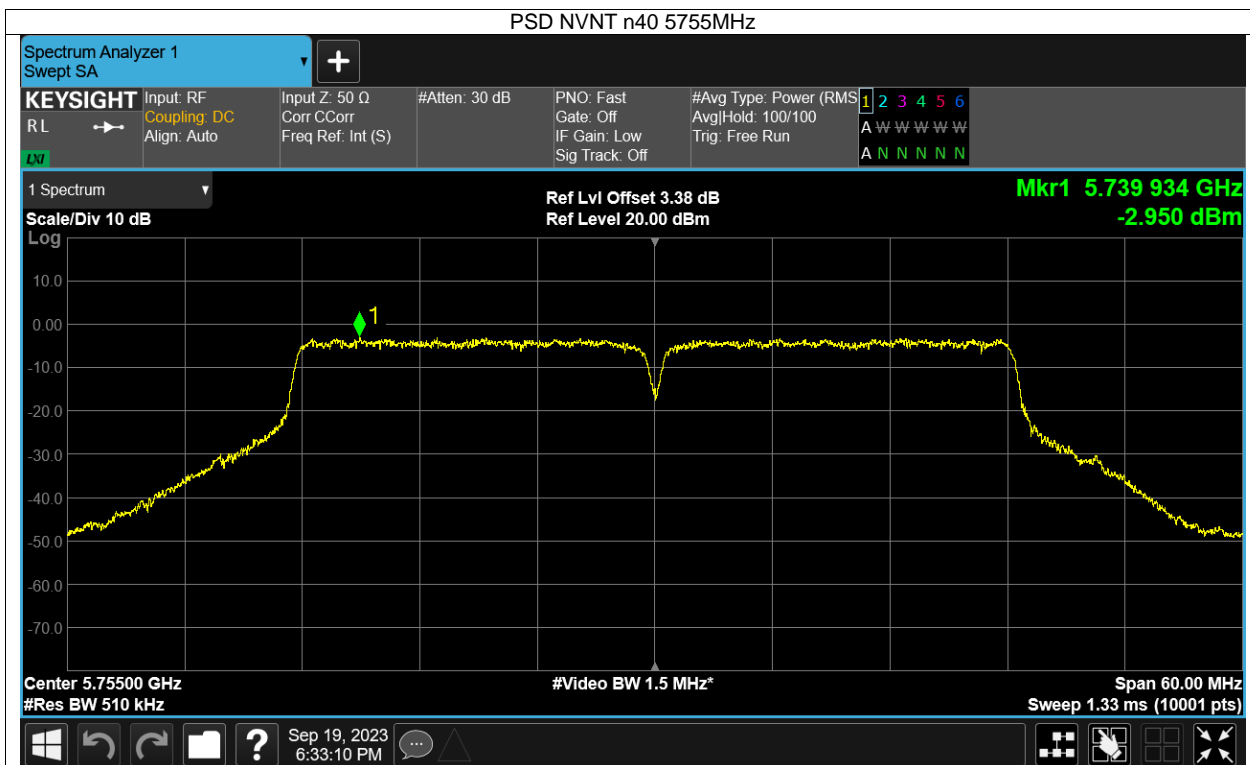 PSD NVNT n40 5755MHz
Spectrum Analyzer 1
Swept SA
+
KEYSIGHT Input: RF Input Z: 50 Ω #Atten: 30 dB PNO: Fast #Avg Type: Power (RMS 1 2 3 4 5 6
RL Coupling: DC Corr CCorr Gate: Off Avg|Hold: 100/100 A W W W W W
Align: Auto Freq Ref: Int (S) IF Gain: Low Trig: Free Run
LXI Sig Track: Off A N N N N N
1 Spectrum Ref Lvl Offset 3.38 dB Mkr1 5.739 934 GHz
Scale/Div 10 dB Ref Level 20.00 dBm -2.950 dBm
Log
10.0
1
0.00
-10.0
-20.0
-30.0
-40.0
-50.0
-60.0
-70.0
Center 5.75500 GHz #Video BW 1.5 MHz* Span 60.00 MHz
#Res BW 510 kHz Sweep 1.33 ms (10001 pts)
? Sep 19, 2023
6:33:10 PM